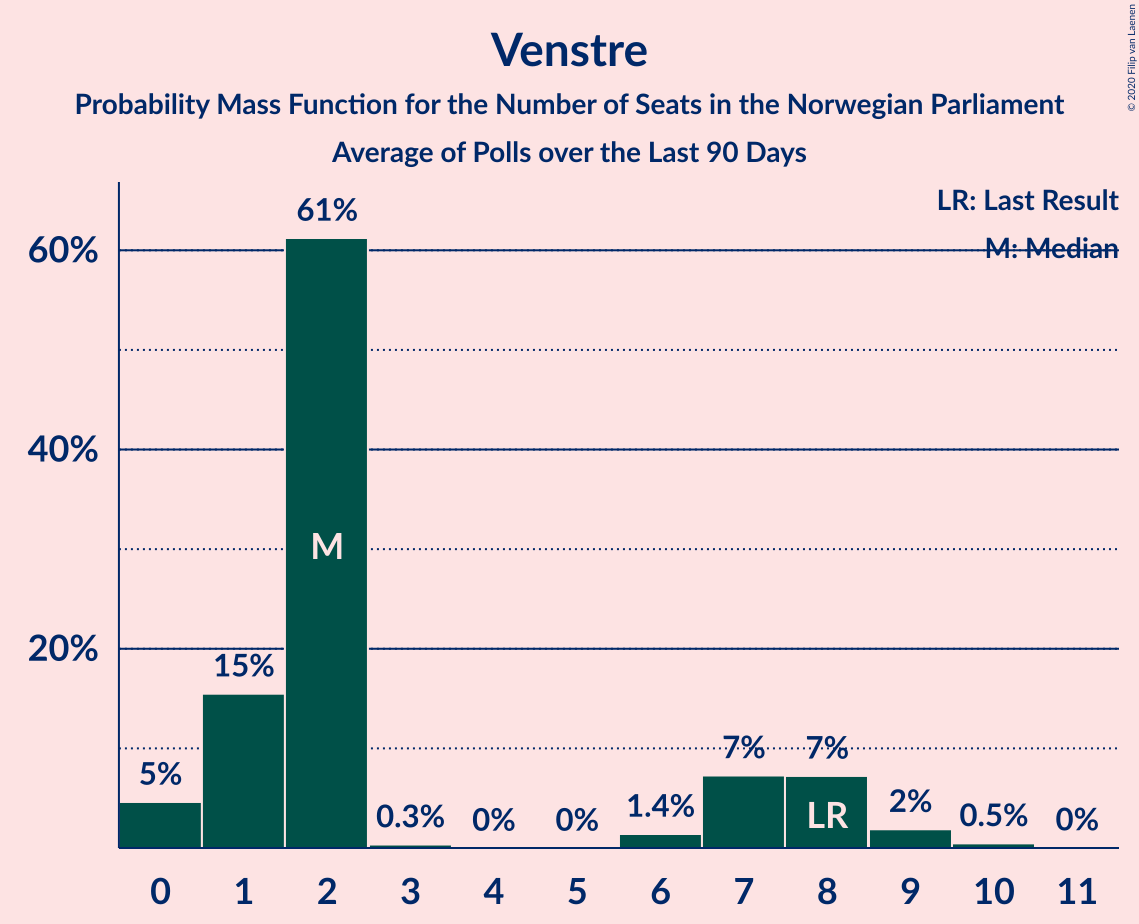 Venstre
Probability Mass Function for the Number of Seats in the Norwegian Parliament
Average of Polls over the Last 90 Days
© 2020 Filip van Laenen
LR: Last Result
M: Median
60%
40%
20%
5%
15%
61%
0.3%
0%
0%
1.4%
7%
7%
2%
0.5%
0%
M
LR
0 1 2 3 4 5 6 7 8 9 10 11